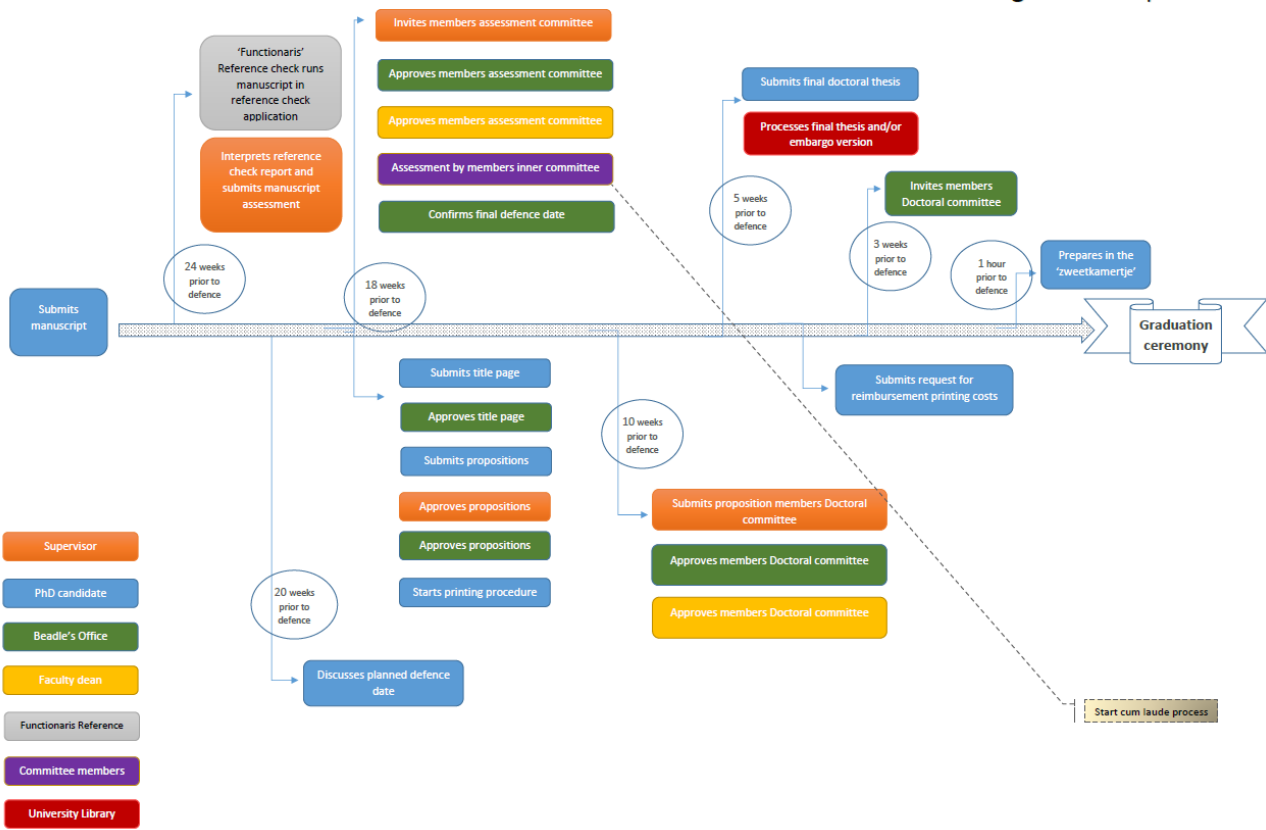 Invites members assessment committee
'Functionaris'
Reference check runs
manuscript in
reference check
application
Approves members assessment committee
Approves members assessment committee
Interprets reference
check report and
submits manuscript
assessment
Assessment by members inner committee
Confirms final defence date
Submits final doctoral thesis
Processes final thesis and/or
embargo version
5 weeks
prior to
defence
Invites members
Doctoral committee
3 weeks
prior to
defence
1 hour
prior to
defence
Prepares in the
'zweetkamertje'
24 weeks
prior to
defence
18 weeks
prior to
defence
Submits
manuscript
Graduation
ceremony
Submits title page
Approves title page
Submits propositions
Approves propositions
Approves propositions
Starts printing procedure
Submits request for
reimbursement printing costs
10 weeks
prior to
defence
Submits proposition members Doctoral
committee
Approves members Doctoral committee
Approves members Doctoral committee
20 weeks
prior to
defence
Discusses planned defence
date
Start cum laude process
Supervisor
PhD candidate
Beadle's Office
Faculty dean
Functionaris Reference
Committee members
University Library